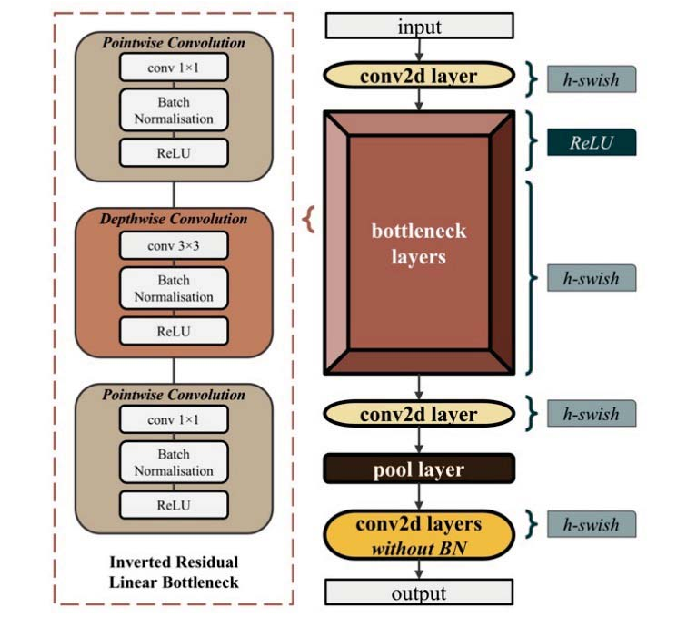 Pointwise Convolution
conv 1×1
Batch
Normalisation
ReLU
Depthwise Convolution
conv 3×3
Batch
Normalisation
ReLU
Pointwise Convolution
conv 1×1
Batch
Normalisation
ReLU
Inverted Residual
Linear Bottleneck
input
conv2d layer
h-swish
ReLU
bottleneck
layers
h-swish
conv2d layer
h-swish
pool layer
conv2d layers
without BN
h-swish
output